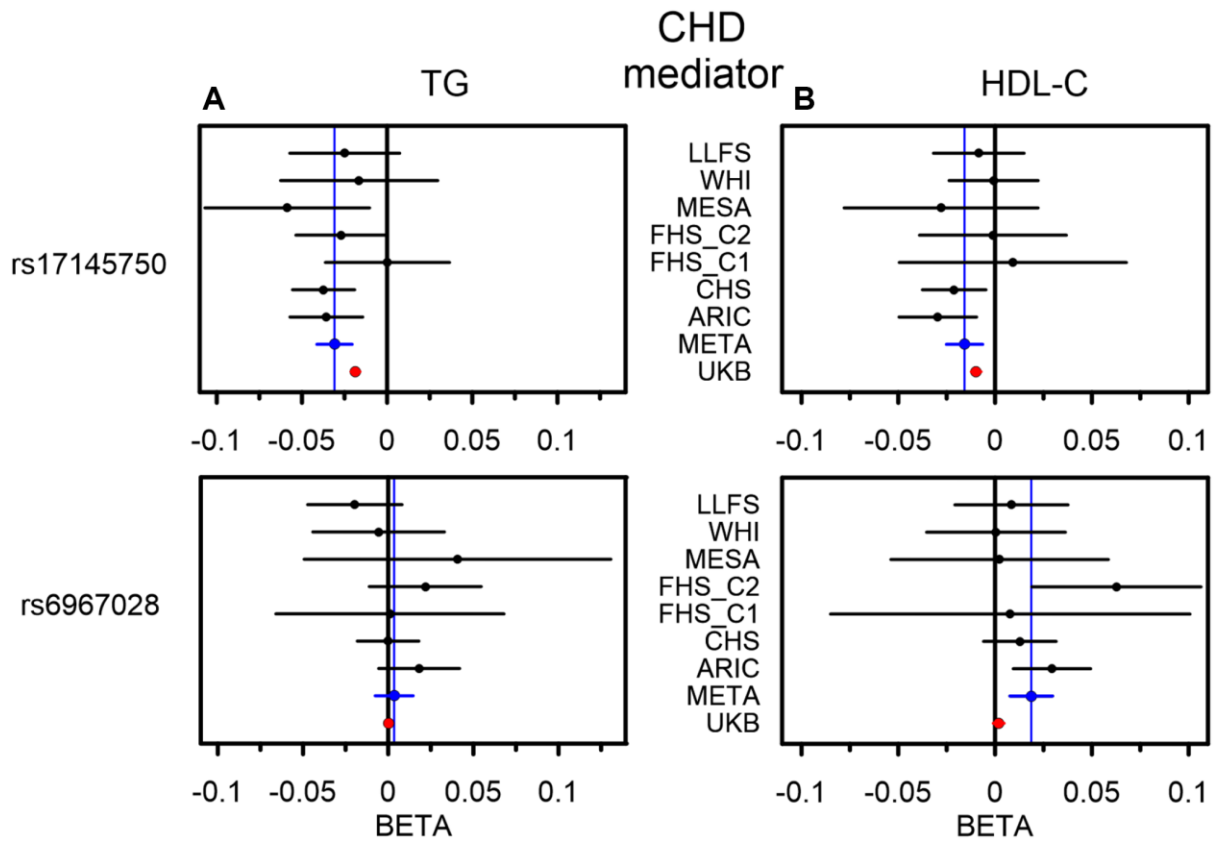 CHD
mediator
A
TG
B
HDL-C
rs17145750
LLFS
WHI
MESA
FHS_C2
FHS_C1
CHS
ARIC
META
UKB
-0.1 -0.05 0 0.05 0.1
-0.1 -0.05 0 0.05 0.1
rs6967028
LLFS
WHI
MESA
FHS_C2
FHS_C1
CHS
ARIC
META
UKB
-0.1 -0.05 0 0.05 0.1
BETA
-0.1 -0.05 0 0.05 0.1
BETA